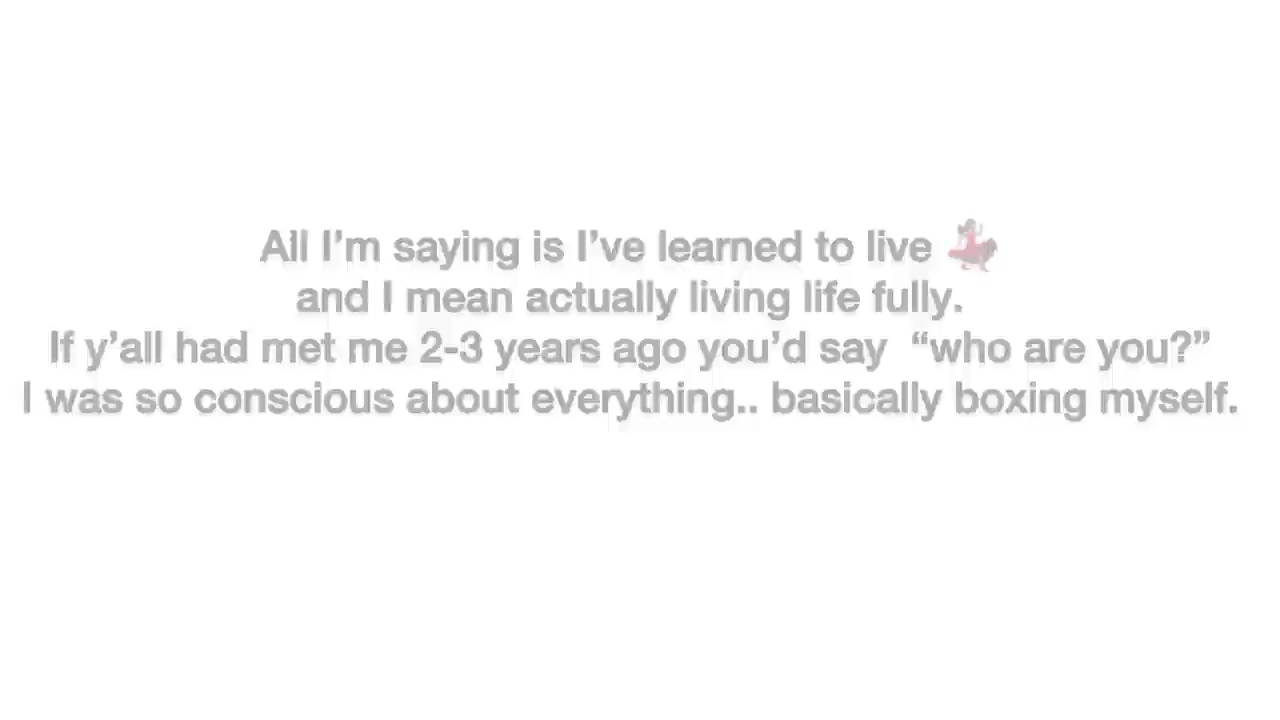 All I’m saying is I’ve learned to live 💃
and I mean actually living life fully.
If y’all had met me 2-3 years ago you’d say “who are you?”
I was so conscious about everything.. basically boxing myself.